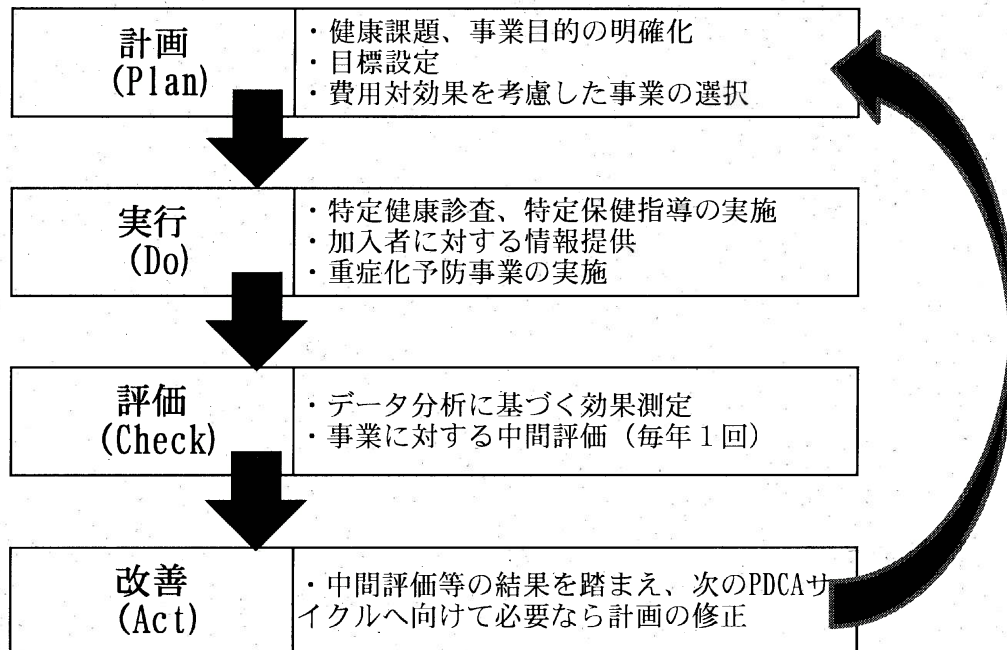 計画
(Plan)
・健康課題、事業目的の明確化
・目標設定
・費用対効果を考慮した事業の選択
実行
(Do)
・特定健康診査、特定保健指導の実施
・加入者に対する情報提供
・重症化予防事業の実施
評価
(Check)
・データ分析に基づく効果測定
・事業に対する中間評価（毎年１回）
改善
(Act)
・中間評価等の結果を踏まえ、次のPDCAサ
イクルへ向けて必要なら計画の修正